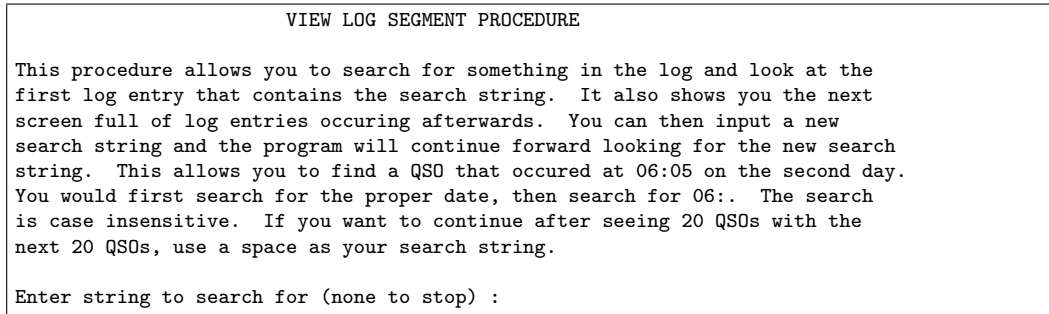 VIEW LOG SEGMENT PROCEDURE
This procedure allows you to search for something in the log and look at the
first log entry that contains the search string.  It also shows you the next
screen full of log entries occuring afterwards.  You can then input a new
search string and the program will continue forward looking for the new search
string.  This allows you to find a QSO that occured at 06:05 on the second day.
You would first search for the proper date, then search for 06:.  The search
is case insensitive.  If you want to continue after seeing 20 QSOs with the
next 20 QSOs, use a space as your search string.
Enter string to search for (none to stop) :